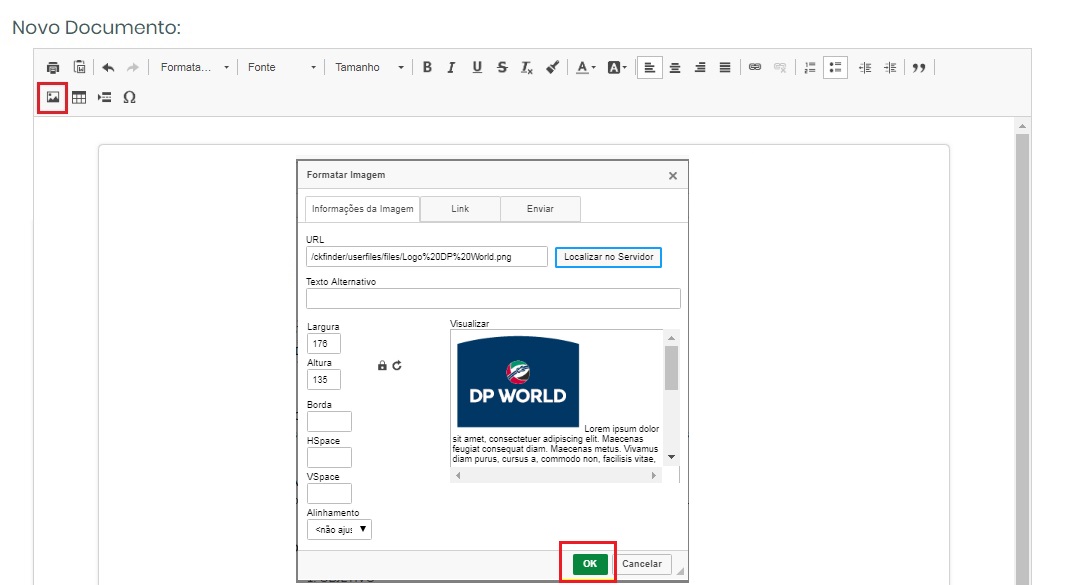 Novo Documento:
Formata...
Fonte
Tamanho
B I U S Ix A A
Ω
Formatar Imagem
Informações da Imagem
Link
Enviar
URL
/ckfinder/userfiles/files/Logo%20DP%20World.png
Localizar no Servidor
Texto Alternativo
Largura
176
Altura
135
Borda
HSpace
VSpace
Alinhamento
<não ajus
Visualizar
DP WORLD
Lorem ipsum dolor
sit amet, consectetuer adipiscing elit. Maecenas
feugiat consequat diam. Maecenas metus. Vivamus
diam purus, cursus a, commodo non, facilisis vitae,
OK
Cancelar